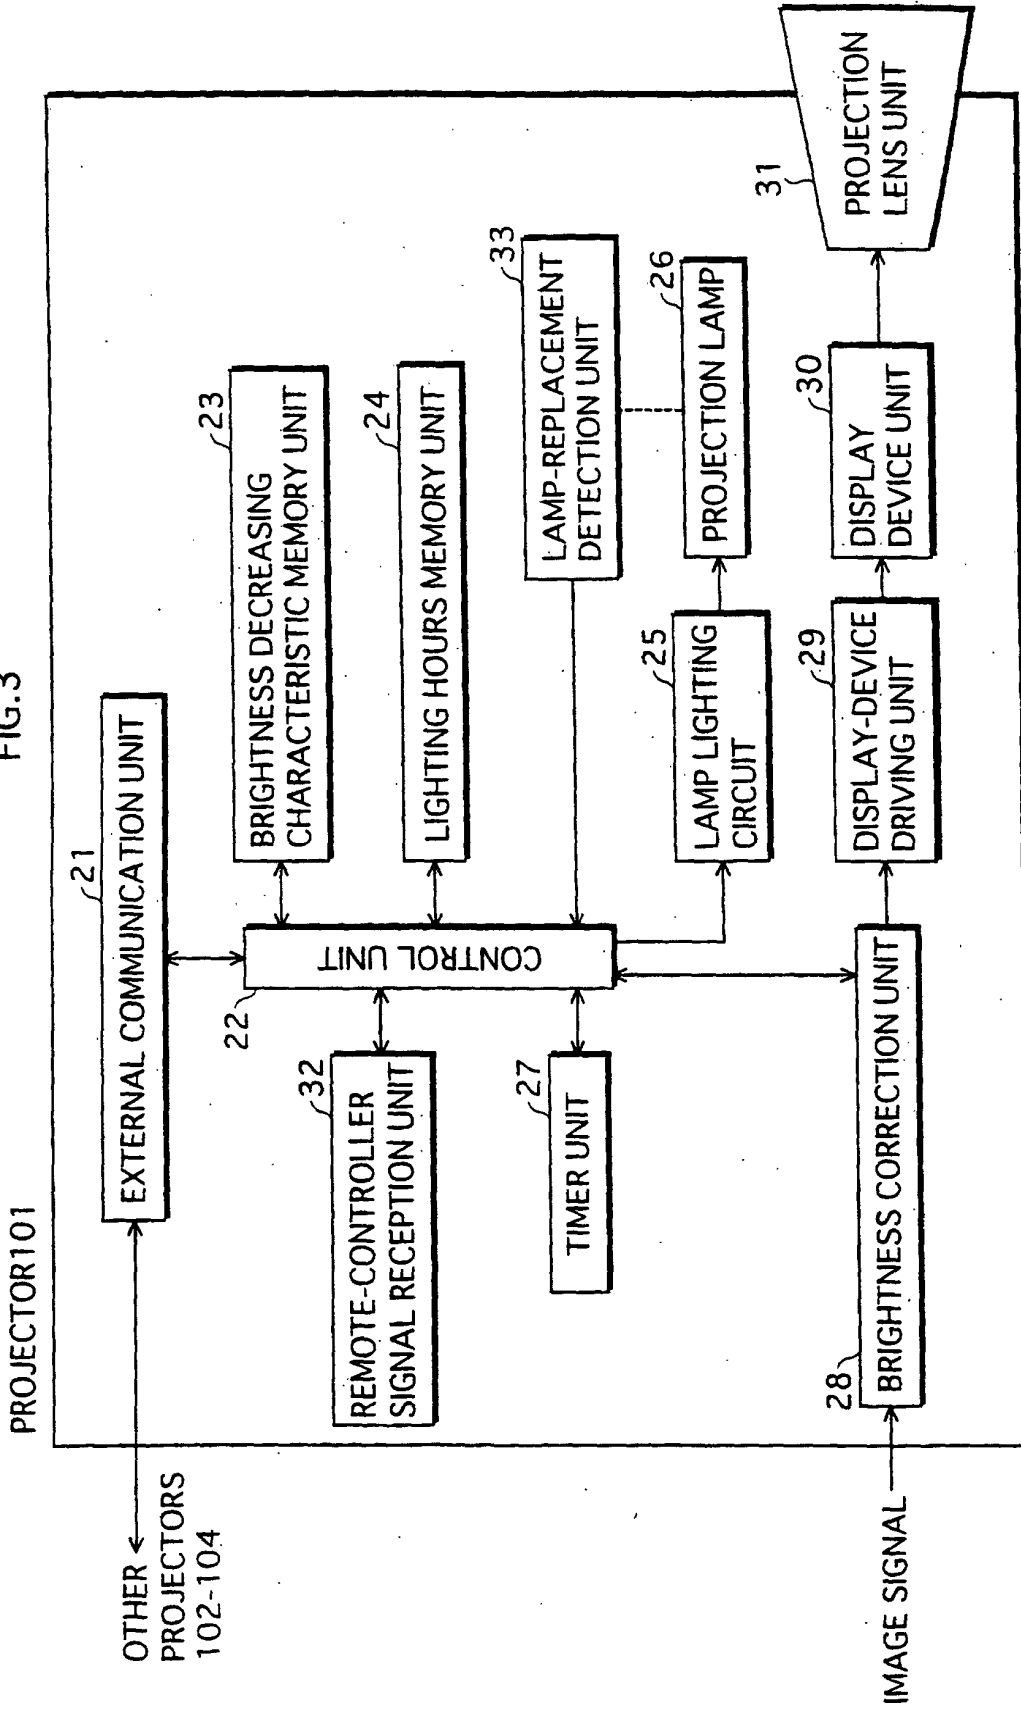 FIG.3
PROJECTOR101
OTHER
PROJECTORS
102-104
21
EXTERNAL COMMUNICATION UNIT
23
BRIGHTNESS DECREASING
CHARACTERISTIC MEMORY UNIT
22
CONTROL UNIT
32
REMOTE-CONTROLLER
SIGNAL RECEPTION UNIT
24
LIGHTING HOURS MEMORY UNIT
27
TIMER UNIT
33
LAMP-REPLACEMENT
DETECTION UNIT
25
LAMP LIGHTING
CIRCUIT
26
PROJECTION LAMP
IMAGE SIGNAL
28
BRIGHTNESS CORRECTION UNIT
29
DISPLAY-DEVICE
DRIVING UNIT
30
DISPLAY
DEVICE UNIT
31
PROJECTION
LENS UNIT